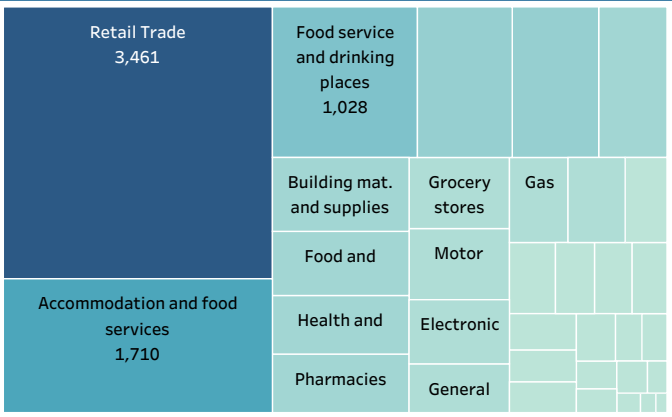 Retail Trade
3,461
Accommodation and food
services
1,710
Food service
and drinking
places
1,028
Building mat.
and supplies
Food and
Health and
Pharmacies
Grocery
stores
Motor
Electronic
General
Gas